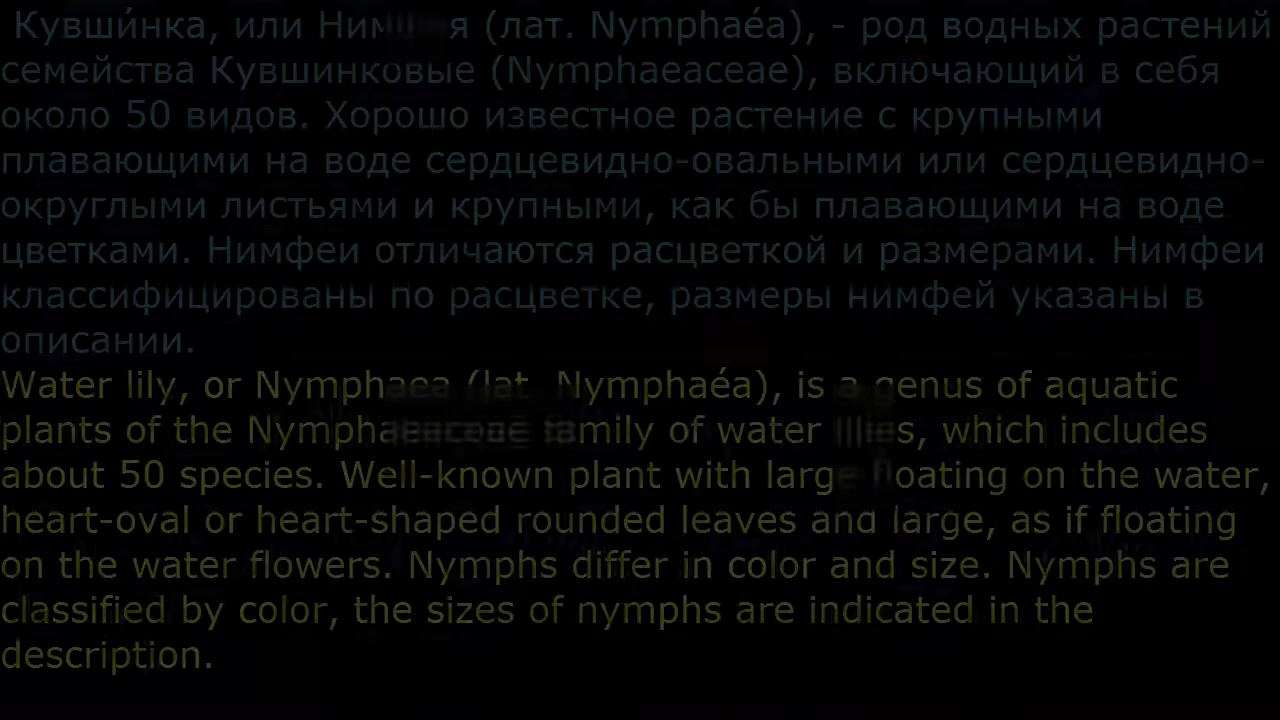 Кувши́нка, или (лат. Nymphaéa), - род водных растений
семейства Кувшинковые (Nymphaeaceae), включающий в себя
около 50 видов. Хорошо известное растение с крупными
плавающими на воде сердцевидно-овальными или сердцевидно-
округлыми листьями и крупными, как бы плавающими на воде
цветками. Нимфеи отличаются расцветкой и размерами. Нимфеи
классифицированы по расцветке, размеры нимфей указаны в
описании.
Water lily, or Nymphaea (lat. Nymphaéa), is a genus of aquatic
plants of the Nymphaeaceae family of water lilies, which includes
about 50 species. Well-known plant with large floating on the water,
heart-oval or heart-shaped rounded leaves and large, as if floating
on the water flowers. Nymphs differ in color and size. Nymphs are
classified by color, the sizes of nymphs are indicated in the
description.